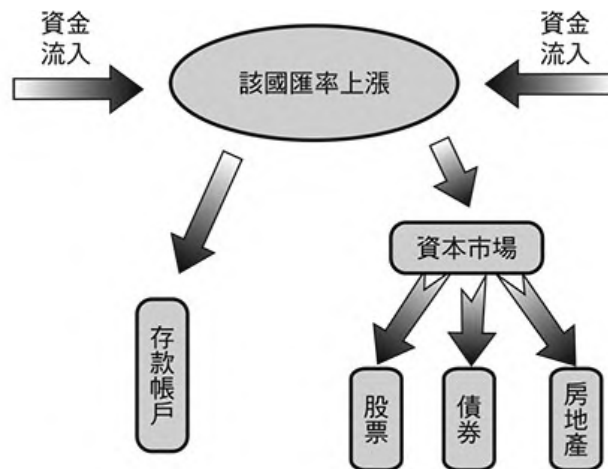 資金
流入
資金
流入
該國匯率上漲
資本市場
存款帳戶
股票
債券
房地產